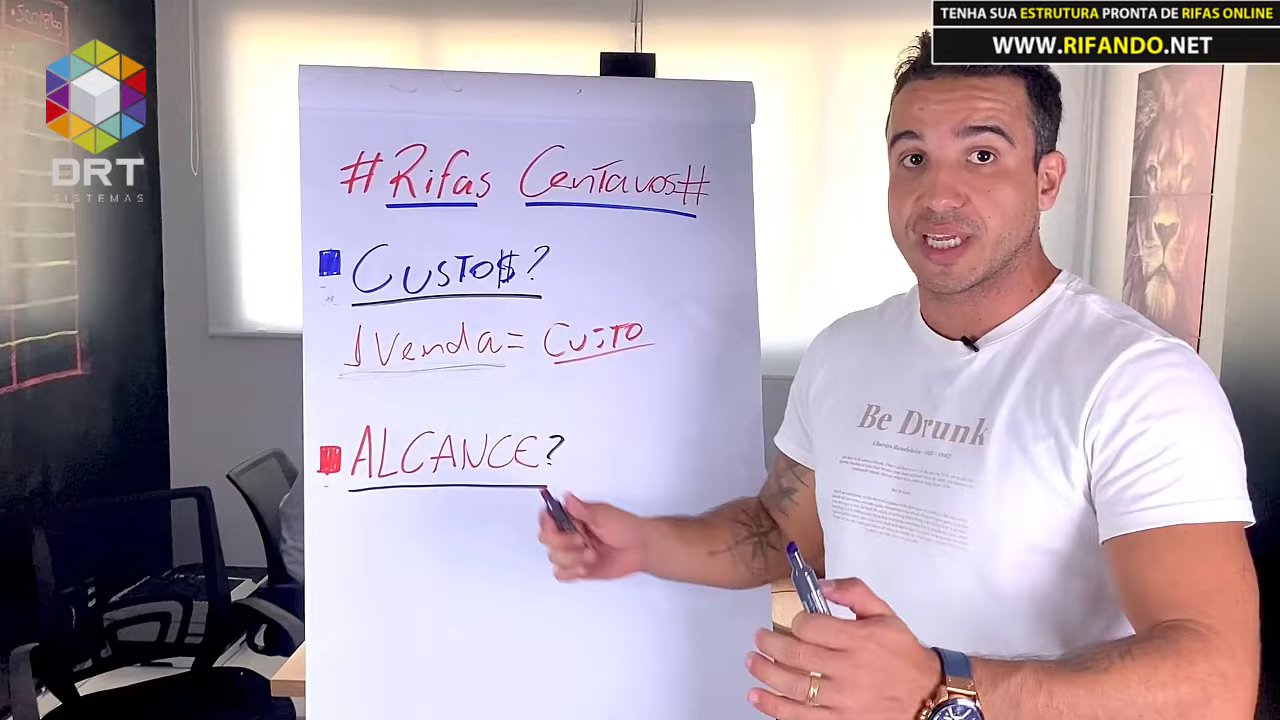 TENHA SUA ESTRUTURA PRONTA DE RIFAS ONLINE
WWW.RIFANDO.NET
DRT
SISTEMAS
#Rifas Centavos#
CUSTO$?
1 Venda = CUSTO
ALCANCE?
Be Drunk